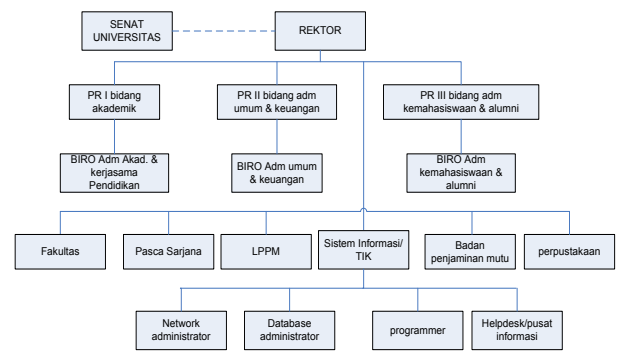 SENAT
UNIVERSITAS
REKTOR
PR I bidang
akademik
PR II bidang adm
umum & keuangan
PR III bidang adm
kemahasiswaan & alumni
BIRO Adm Akad. &
kerjasama
Pendidikan
BIRO Adm umum
& keuangan
BIRO Adm
kemahasiswaan &
alumni
Fakultas
Pasca Sarjana
LPPM
Sistem Informasi/
TIK
Badan
penjaminan mutu
perpustakaan
Network
administrator
Database
administrator
programmer
Helpdesk/pusat
informasi